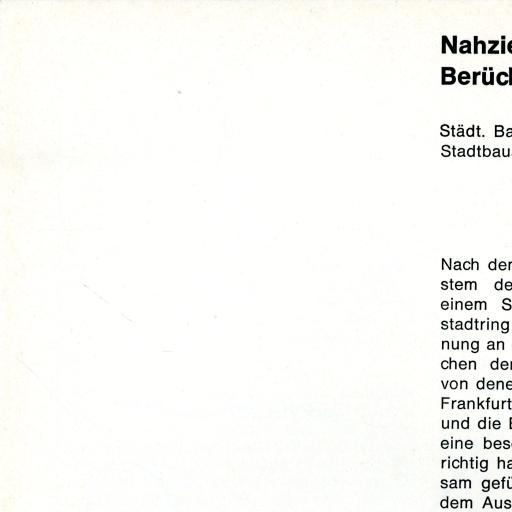 Nahzie
Berück
Städt. Ba
Stadtbau
Nach der
stem de
einem S
stadtring
nung an
chen der
von dene
Frankfurt
und die B
eine bes
richtig ha
sam gefü
dem Aus